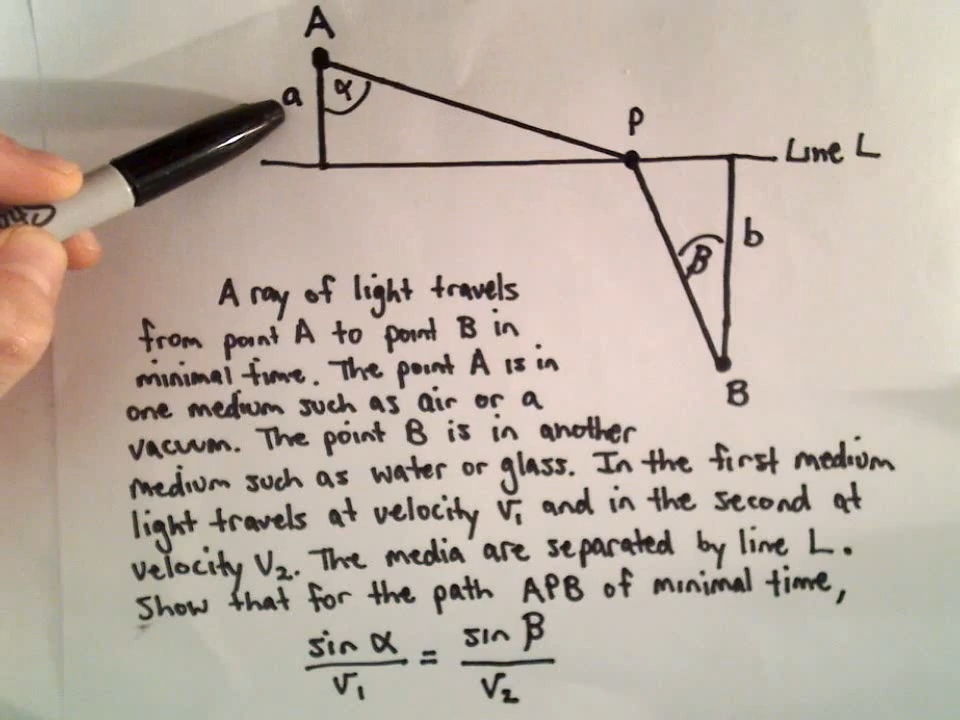 A
a
α
P
Line L
b
β
B
A ray of light travels
from point A to point B in
minimal time. The point A is in
one medium such as air or a
vacuum. The point B is in another
medium such as water or glass. In the first medium
light travels at velocity V₁ and in the second at
velocity V₂. The media are separated by line L.
Show that for the path APB of minimal time,
sin α / V₁ = sin β / V₂